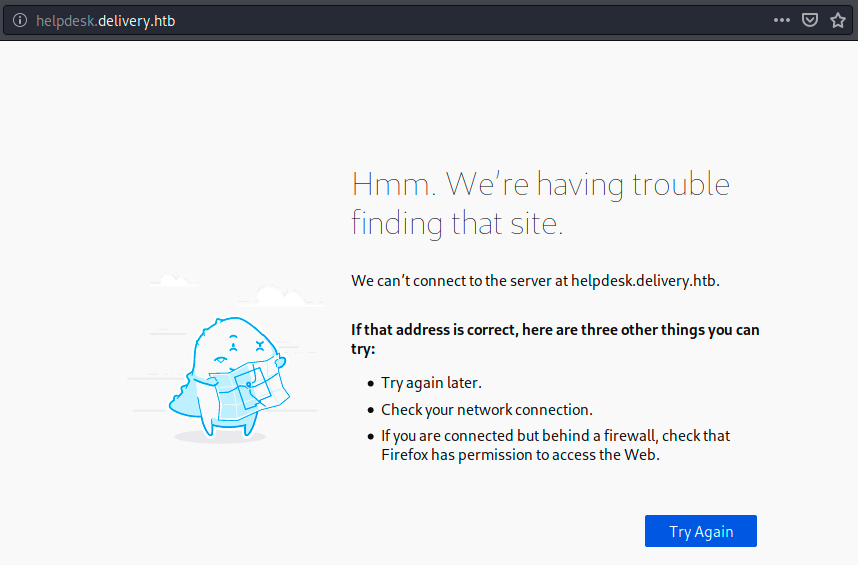 helpdesk.delivery.htb
Hmm. We're having trouble
finding that site.
We can't connect to the server at helpdesk.delivery.htb.
If that address is correct, here are three other things you can
try:
• Try again later.
• Check your network connection.
• If you are connected but behind a firewall, check that
Firefox has permission to access the Web.
Try Again